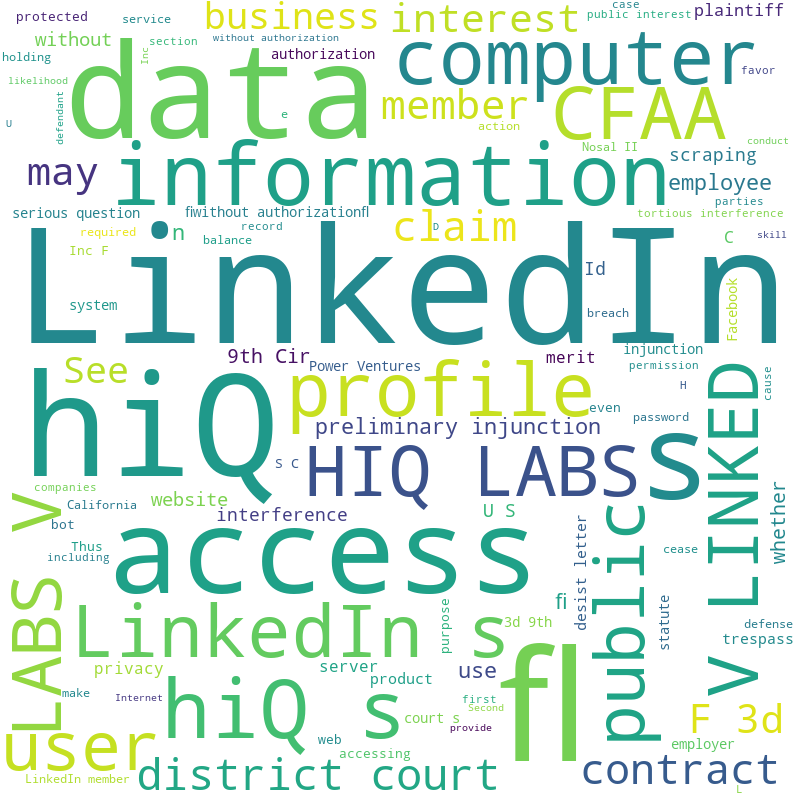 protected
service
business
interest
case
public interest
plaintiff
without
section
Inc
without authorization
authorization
holding
data
computer
favor
likelihood
U
defendant
e
member
action
CFAA
Nosal II
conduct
may
information
scraping
employee
serious question
fiwithout authorizationfl
claim
parties
tortious interference
required
n
record
balance
D
C
skill
Inc F
LinkedIn
Id
system
breach
Facebook
9th Cir
merit
injunction
See
Power Ventures
profile
permission
hiQ
H
cause
even
preliminary injunction
password
s
V LINKED
S C
HIQ LABS
companies
California
website
bot
interference
U S
whether
LABS V
Thus
including
access
public
desist letter
cease
fi
statute
purpose
LinkedIn s
3d 9th
defense
trespass
privacy
server
product
use
fl
make
Internet
hiQ s
first
Second
court s
provide
F 3d
user
web
accessing
employer
LinkedIn member
district court
contract
L